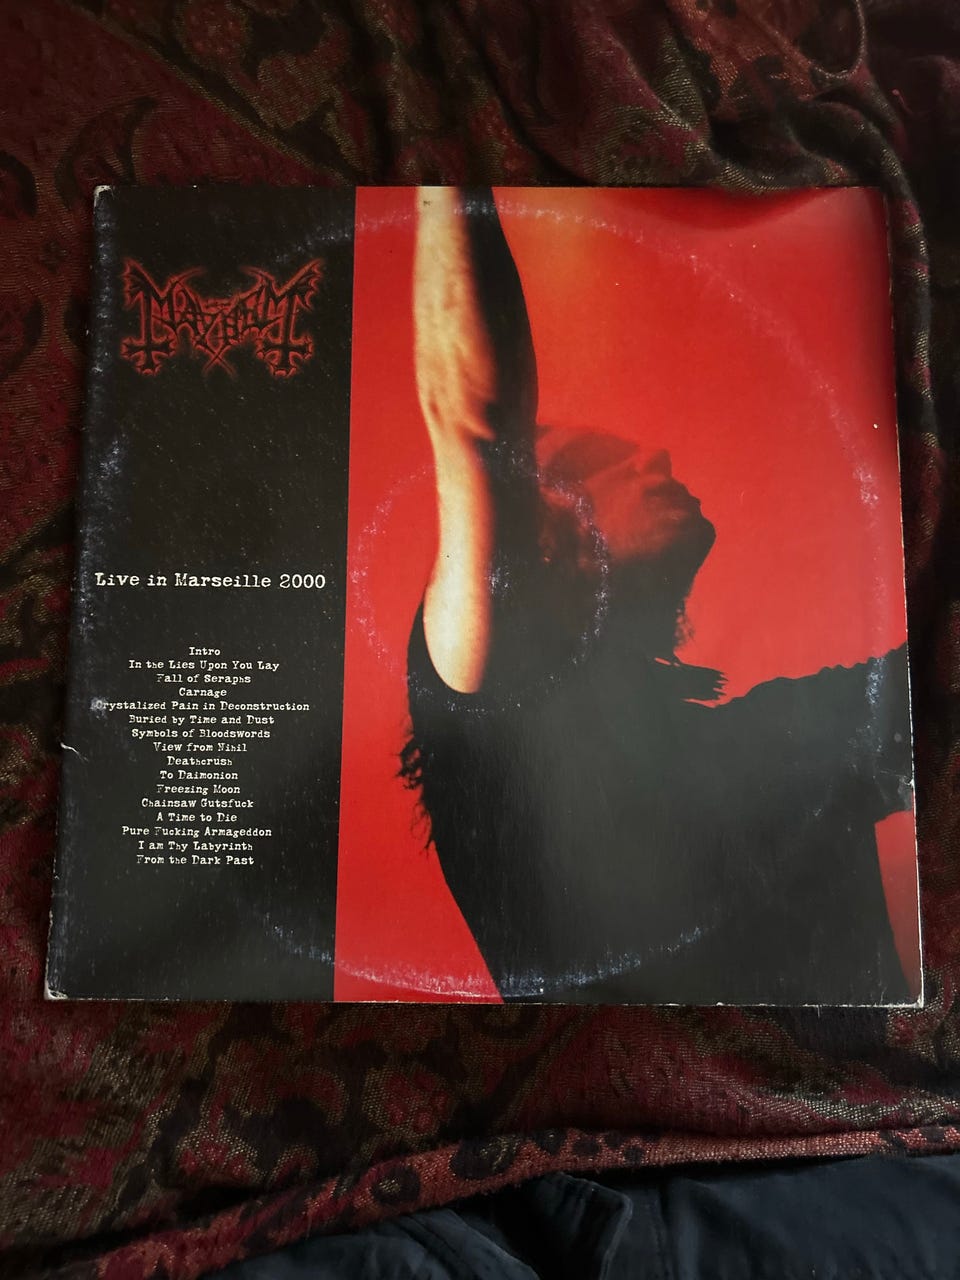 Mayhem
Live in Marseille 2000
Intro
In the Lies Upon You Lay
Fall of Seraphs
Carnage
Crystalized Pain in Deconstruction
Buried by Time and Dust
Symbols of Bloodswords
View from Nihil
Deathcrush
To Daimonion
Freezing Moon
Chainsaw Gutsfuck
A Time to Die
Pure Fucking Armageddon
I am Thy Labyrinth
From the Dark Past